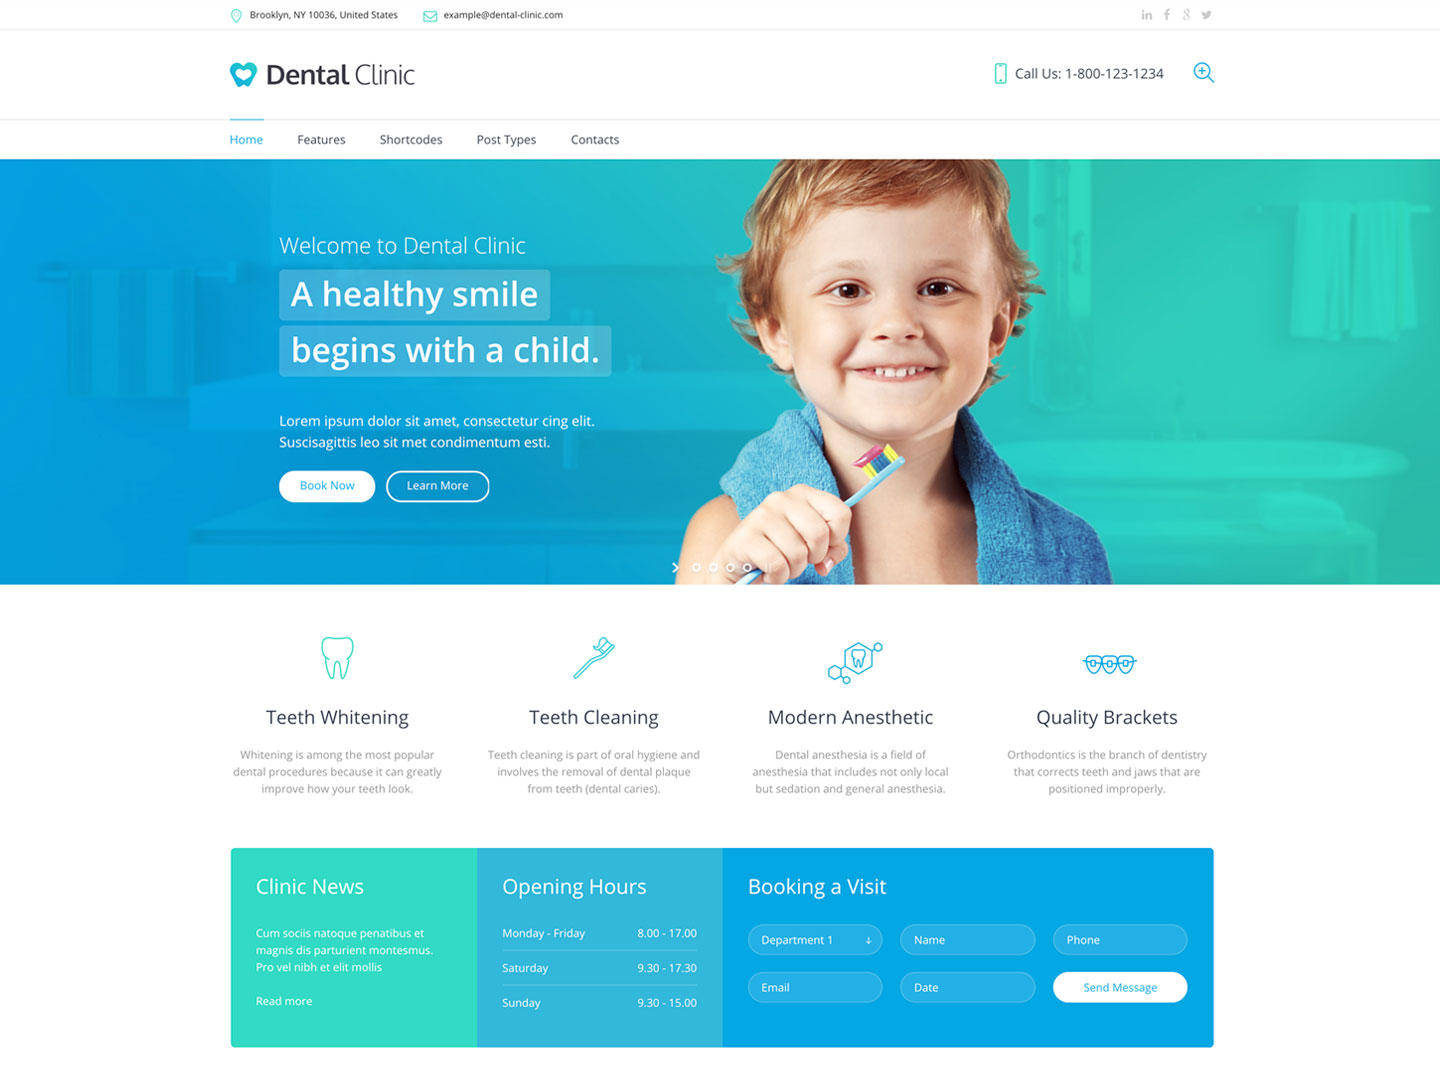 Brooklyn, NY 10036, United States
example@dental-clinic.com
Dental Clinic
Call Us: 1-800-123-1234
Home
Features
Shortcodes
Post Types
Contacts
Welcome to Dental Clinic
A healthy smile
begins with a child.
Lorem ipsum dolor sit amet, consectetur cing elit.
Suscisagittis leo sit met condimentum esti.
Book Now
Learn More
Teeth Whitening
Whitening is among the most popular
dental procedures because it can greatly
improve how your teeth look.
Teeth Cleaning
Teeth cleaning is part of oral hygiene and
involves the removal of dental plaque
from teeth (dental caries).
Modern Anesthetic
Dental anesthesia is a field of
anesthesia that includes not only local
but sedation and general anesthesia.
Quality Brackets
Orthodontics is the branch of dentistry
that corrects teeth and jaws that are
positioned improperly.
Clinic News
Cum sociis natoque penatibus et
magnis dis parturient montesmus.
Pro vel nibh et elit mollis
Read more
Opening Hours
Monday - Friday 8.00 - 17.00
Saturday 9.30 - 17.30
Sunday 9.30 - 15.00
Booking a Visit
Department 1
Name
Phone
Email
Date
Send Message